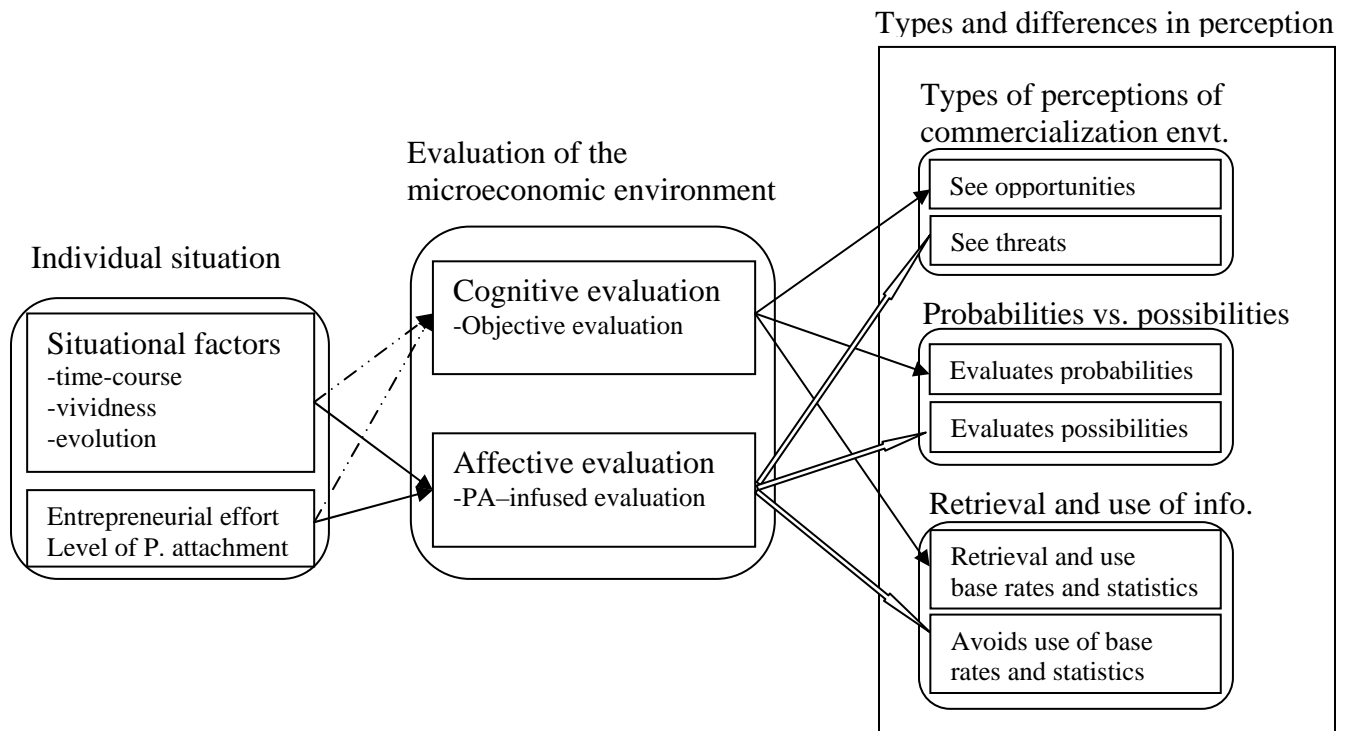 Types and differences in perception
Types of perceptions of
commercialization envt.
See opportunities
See threats
Evaluation of the
microeconomic environment
Individual situation
Cognitive evaluation
-Objective evaluation
Situational factors
-time-course
-vividness
-evolution
Probabilities vs. possibilities
Evaluates probabilities
Evaluates possibilities
Affective evaluation
-PA–infused evaluation
Entrepreneurial effort
Level of P. attachment
Retrieval and use of info.
Retrieval and use
base rates and statistics
Avoids use of base
rates and statistics